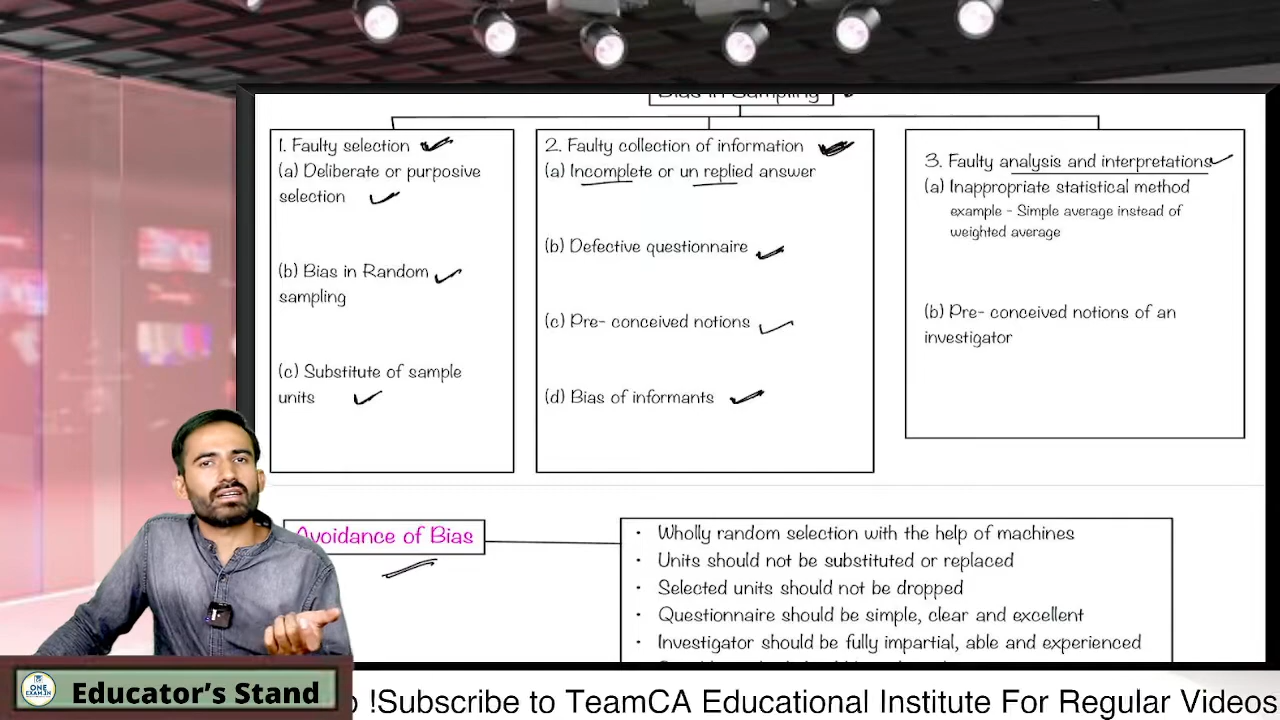 Bias in Sampling
1. Faulty selection
(a) Deliberate or purposive
selection
(b) Bias in Random
sampling
(c) Substitute of sample
units
2. Faulty collection of information
(a) Incomplete or un replied answer
(b) Defective questionnaire
(c) Pre- conceived notions
(d) Bias of informants
3. Faulty analysis and interpretations
(a) Inappropriate statistical method
example - Simple average instead of
weighted average
(b) Pre- conceived notions of an
investigator
Avoidance of Bias
• Wholly random selection with the help of machines
• Units should not be substituted or replaced
• Selected units should not be dropped
• Questionnaire should be simple, clear and excellent
• Investigator should be fully impartial, able and experienced
ONE
EXAM.IN
Educator's Stand
!Subscribe to TeamCA Educational Institute For Regular Videos